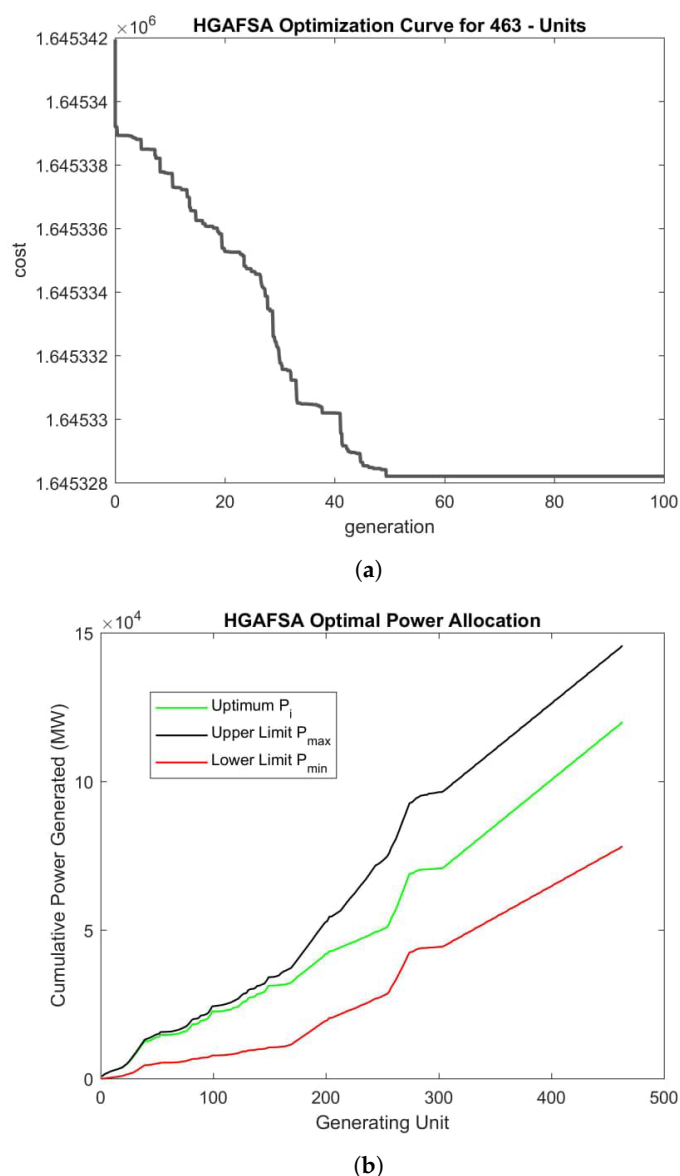 HGAFSA Optimization Curve for 463 - Units
×10^6
1.645342
1.64534
1.645338
1.645336
1.645334
1.645332
1.64533
1.645328
cost
0 20 40 60 80 100
generation
(a)
HGAFSA Optimal Power Allocation
×10^4
15
10
5
0
Cumulative Power Generated (MW)
Uptimum P_i
Upper Limit P_max
Lower Limit P_min
0 100 200 300 400 500
Generating Unit
(b)